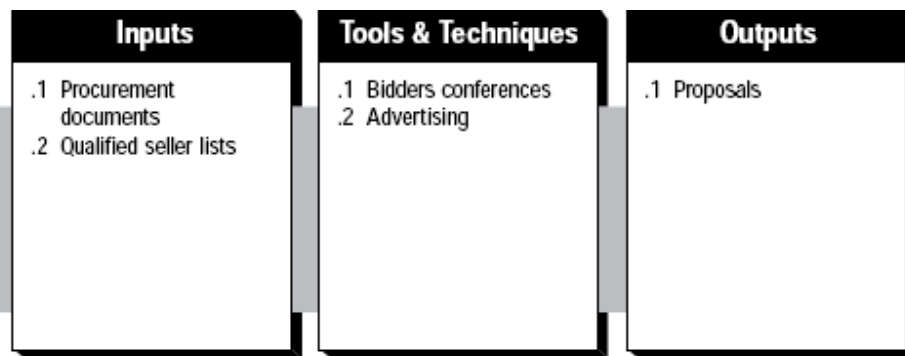 Inputs
.1 Procurement
documents
.2 Qualified seller lists
Tools & Techniques
.1 Bidders conferences
.2 Advertising
Outputs
.1 Proposals